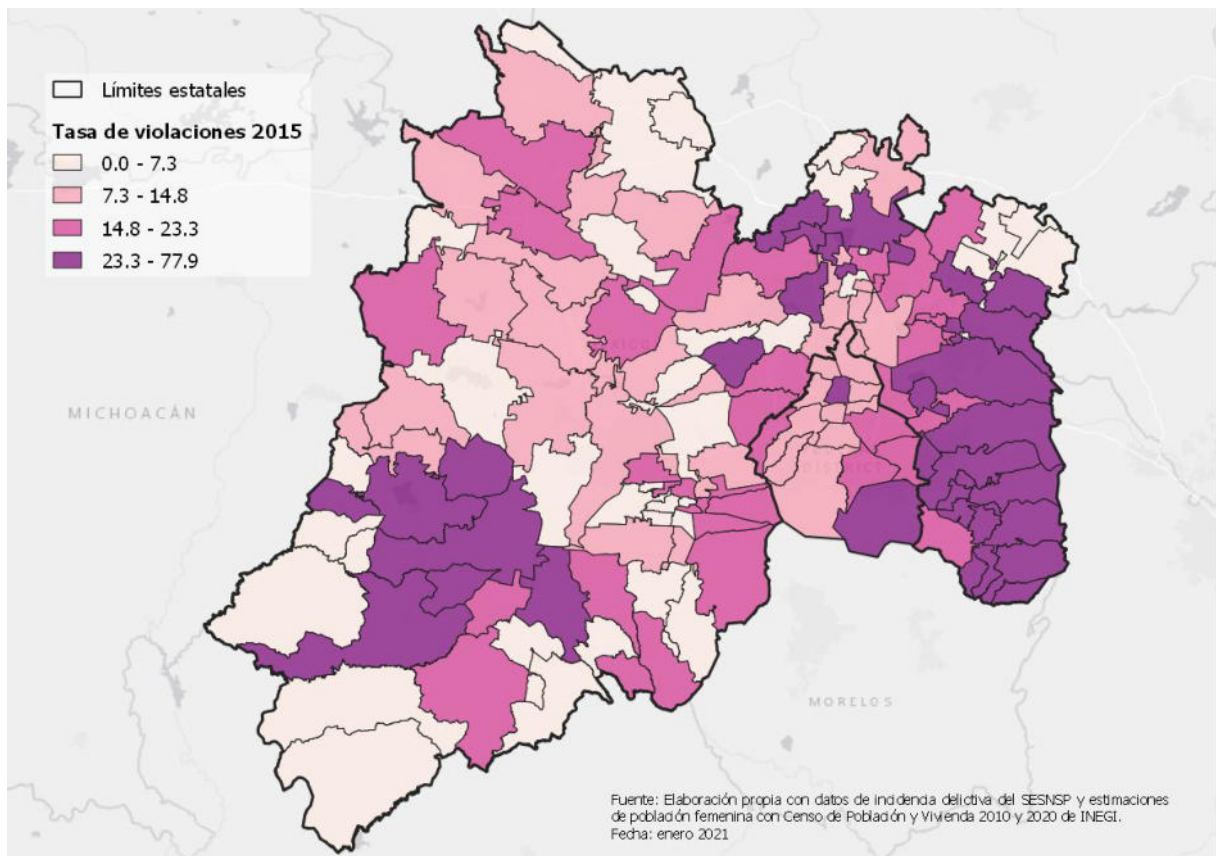 Límites estatales
Tasa de violaciones 2015
0.0 - 7.3
7.3 - 14.8
14.8 - 23.3
23.3 - 77.9
MICHOACÁN
DISTRICT
MORELOS
Fuente: Elaboración propia con datos de incidencia delictiva del SESNSP y estimaciones
de población femenina con Censo de Población y Vivienda 2010 y 2020 de INEGI.
Fecha: enero 2021